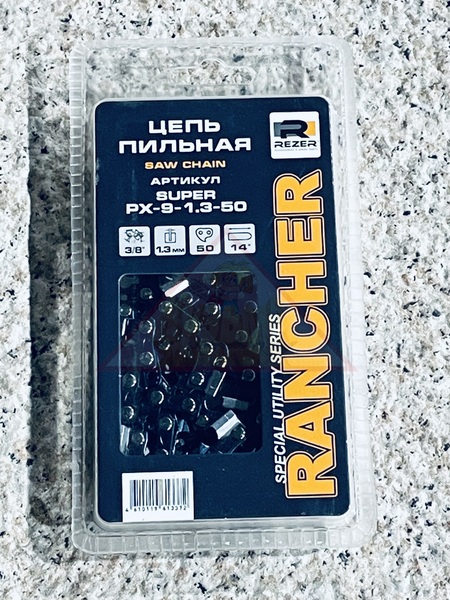 ЦЕПЬ
ПИЛЬНАЯ
SAW CHAIN
АРТИКУЛ
SUPER
PX-9-1.3-50
REZER
3/8"
1.3 мм
50
14"
SPECIAL UTILITY SERIES
RANCHER